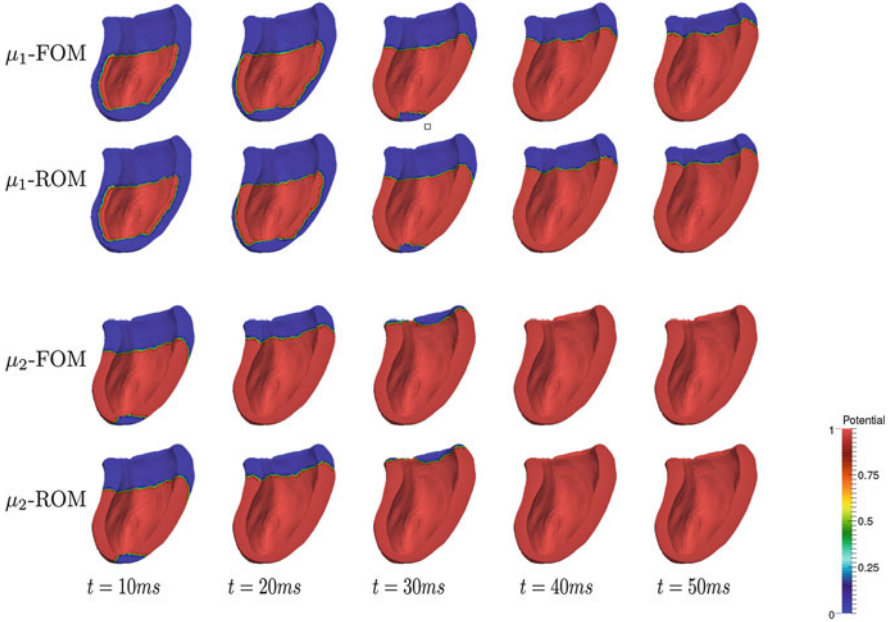 μ₁-FOM
μ₁-ROM
μ₂-FOM
μ₂-ROM
t = 10ms
t = 20ms
t = 30ms
t = 40ms
t = 50ms
Potential
1
0.75
0.5
0.25
0